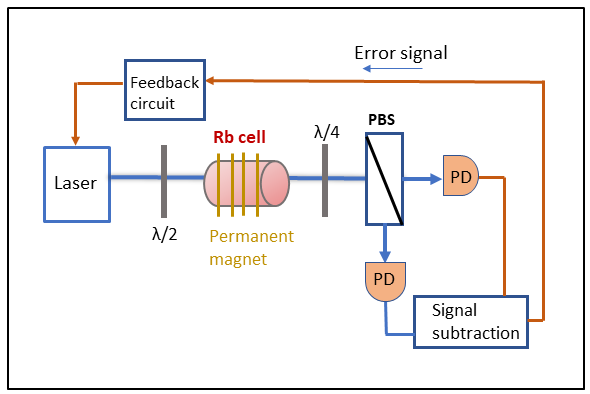 Error signal
Feedback
circuit
PBS
Rb cell
λ/4
Laser
PD
λ/2
Permanent
magnet
PD
Signal
subtraction